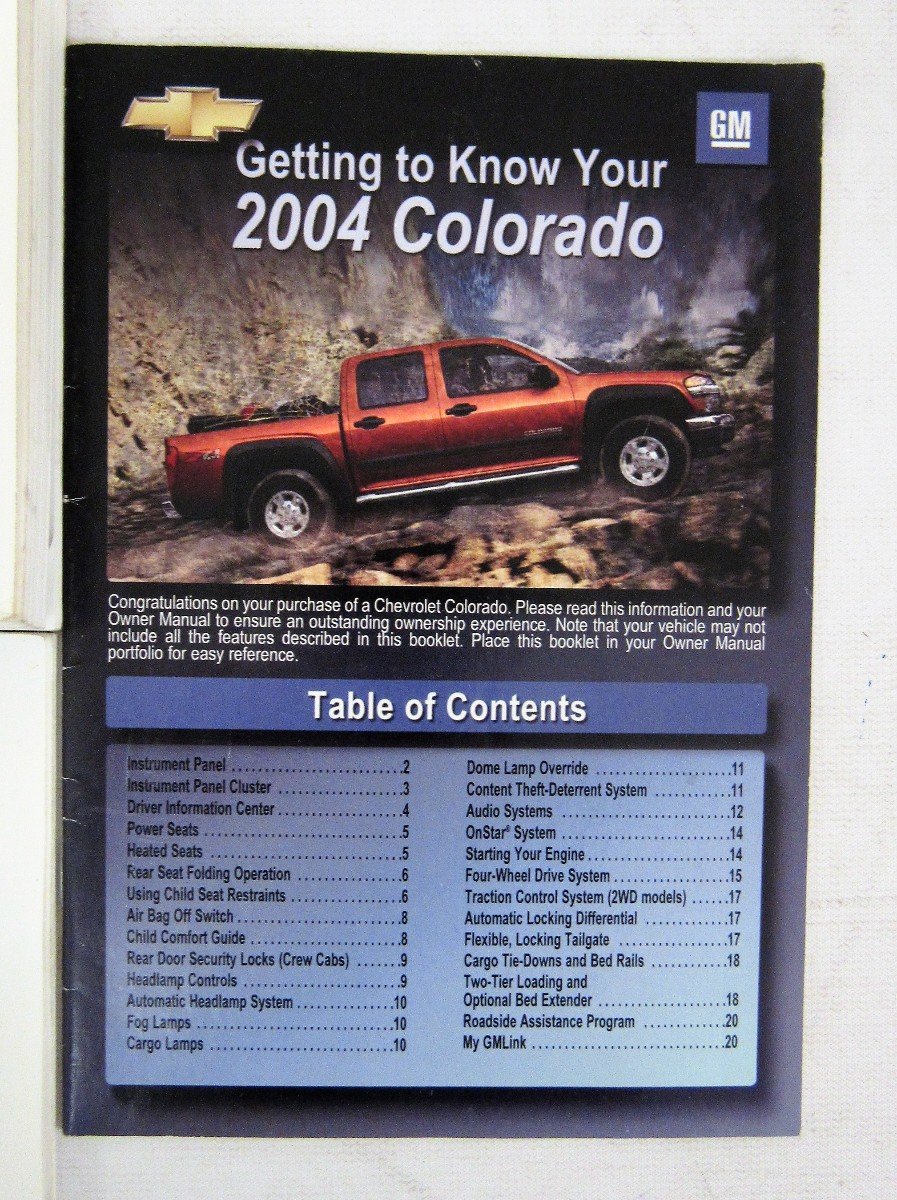 GM
Getting to Know Your
2004 Colorado
Congratulations on your purchase of a Chevrolet Colorado. Please read this information and your
Owner Manual to ensure an outstanding ownership experience. Note that your vehicle may not
include all the features described in this booklet. Place this booklet in your Owner Manual
portfolio for easy reference.
Table of Contents
Instrument Panel . . . . . . . . . . . . . . . . . . . . . . . . .2
Instrument Panel Cluster . . . . . . . . . . . . . . . . . . .3
Driver Information Center . . . . . . . . . . . . . . . . . . .4
Power Seats . . . . . . . . . . . . . . . . . . . . . . . . . . . . .5
Heated Seats . . . . . . . . . . . . . . . . . . . . . . . . . . . . .5
Rear Seat Folding Operation . . . . . . . . . . . . . . . .6
Using Child Seat Restraints . . . . . . . . . . . . . . . . .6
Air Bag Off Switch . . . . . . . . . . . . . . . . . . . . . . . .8
Child Comfort Guide . . . . . . . . . . . . . . . . . . . . . .8
Rear Door Security Locks (Crew Cabs) . . . . . . .9
Headlamp Controls . . . . . . . . . . . . . . . . . . . . . . . .9
Automatic Headlamp System . . . . . . . . . . . . . . .10
Fog Lamps . . . . . . . . . . . . . . . . . . . . . . . . . . . . .10
Cargo Lamps . . . . . . . . . . . . . . . . . . . . . . . . . . .10
Dome Lamp Override . . . . . . . . . . . . . . . . . . . .11
Content Theft-Deterrent System . . . . . . . . . . .11
Audio Systems . . . . . . . . . . . . . . . . . . . . . . . . .12
OnStar® System . . . . . . . . . . . . . . . . . . . . . . . . .14
Starting Your Engine . . . . . . . . . . . . . . . . . . . . .14
Four-Wheel Drive System . . . . . . . . . . . . . . . . .15
Traction Control System (2WD models) . . . . . .17
Automatic Locking Differential . . . . . . . . . . . . .17
Flexible, Locking Tailgate . . . . . . . . . . . . . . . .17
Cargo Tie-Downs and Bed Rails . . . . . . . . . . .18
Two-Tier Loading and
Optional Bed Extender . . . . . . . . . . . . . . . . . . .18
Roadside Assistance Program . . . . . . . . . . . .20
My GMLink . . . . . . . . . . . . . . . . . . . . . . . . . . . .20